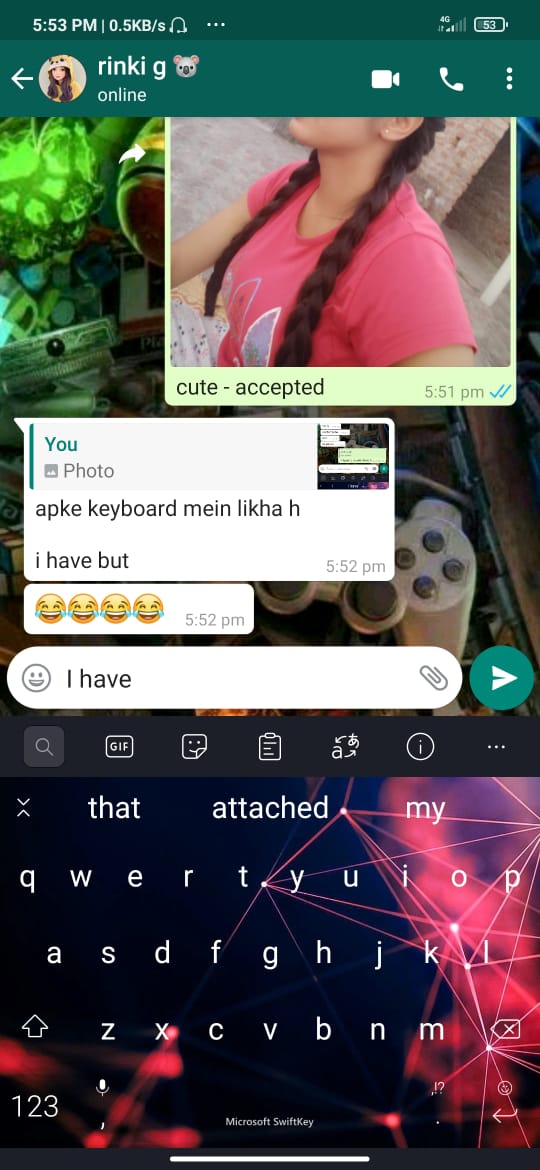 5:53 PM | 0.5KB/s
4G
53
rinki g
online
cute - accepted
5:51 pm
You
Photo
apke keyboard mein likha h
i have but
5:52 pm
5:52 pm
I have
GIF
that attached my
q w e r t y u i o p
a s d f g h j k l
z x c v b n m
123 , Microsoft SwiftKey . ,!?